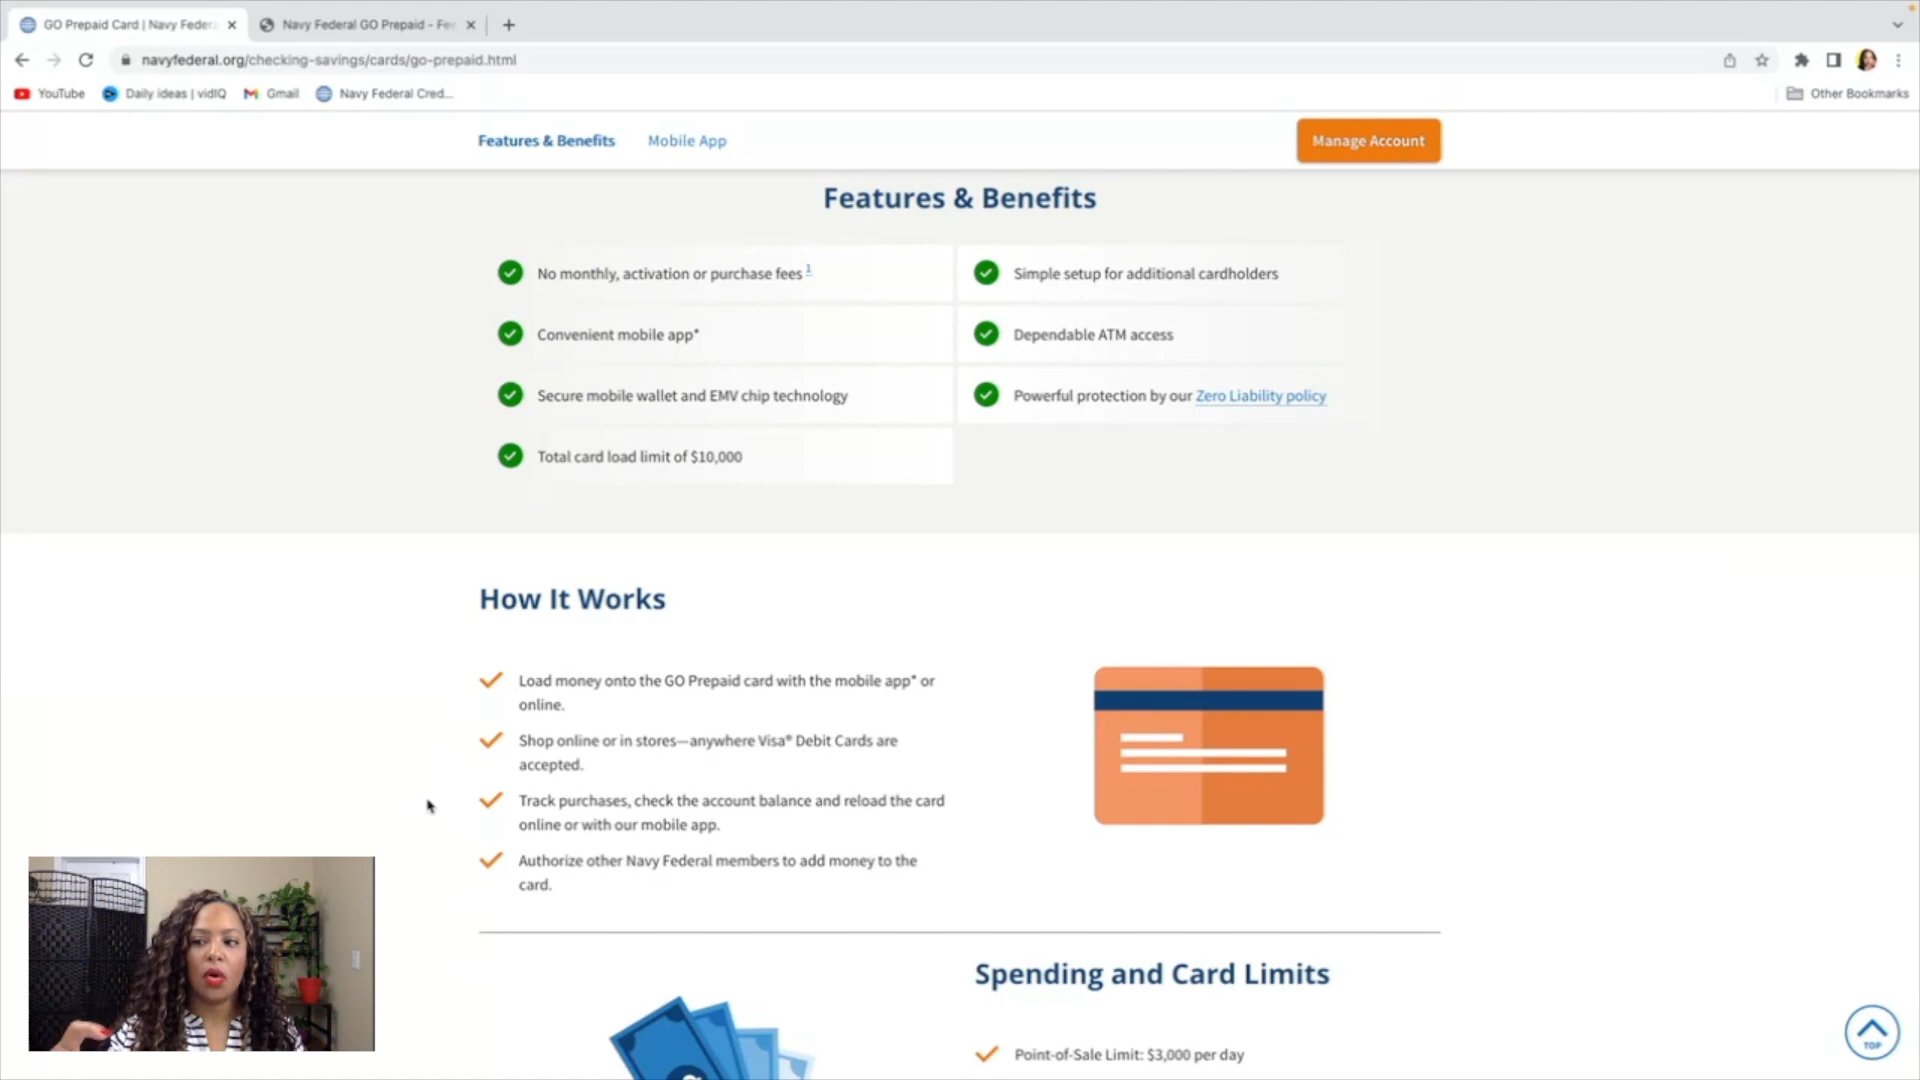 GO Prepaid Card | Navy Feder
Navy Federal GO Prepaid - Fe
navyfederal.org/checking-savings/cards/go-prepaid.html
YouTube
Daily ideas | vidIQ
Gmail
Navy Federal Cred...
Other Bookmarks
Features & Benefits
Mobile App
Manage Account
Features & Benefits
No monthly, activation or purchase fees 1
Simple setup for additional cardholders
Convenient mobile app*
Dependable ATM access
Secure mobile wallet and EMV chip technology
Powerful protection by our Zero Liability policy
Total card load limit of $10,000
How It Works
Load money onto the GO Prepaid card with the mobile app* or
online.
Shop online or in stores—anywhere Visa® Debit Cards are
accepted.
Track purchases, check the account balance and reload the card
online or with our mobile app.
Authorize other Navy Federal members to add money to the
card.
Spending and Card Limits
Point-of-Sale Limit: $3,000 per day
TOP